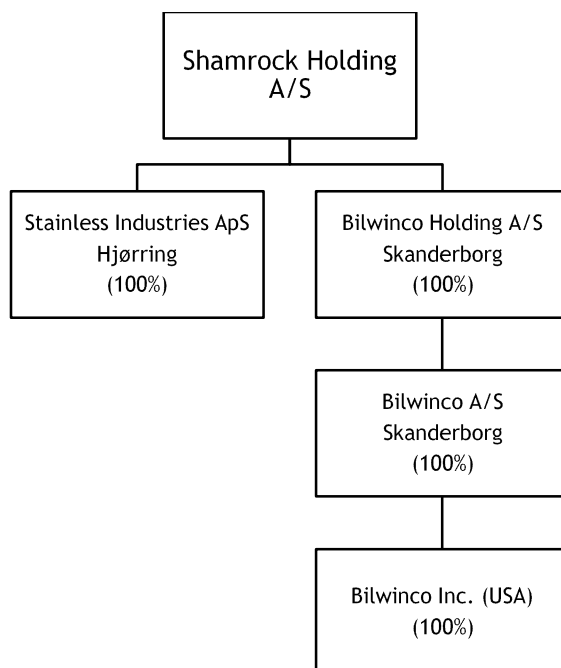 Shamrock Holding
A/S
Stainless Industries ApS
Hjørring
(100%)
Bilwinco Holding A/S
Skanderborg
(100%)
Bilwinco A/S
Skanderborg
(100%)
Bilwinco Inc. (USA)
(100%)